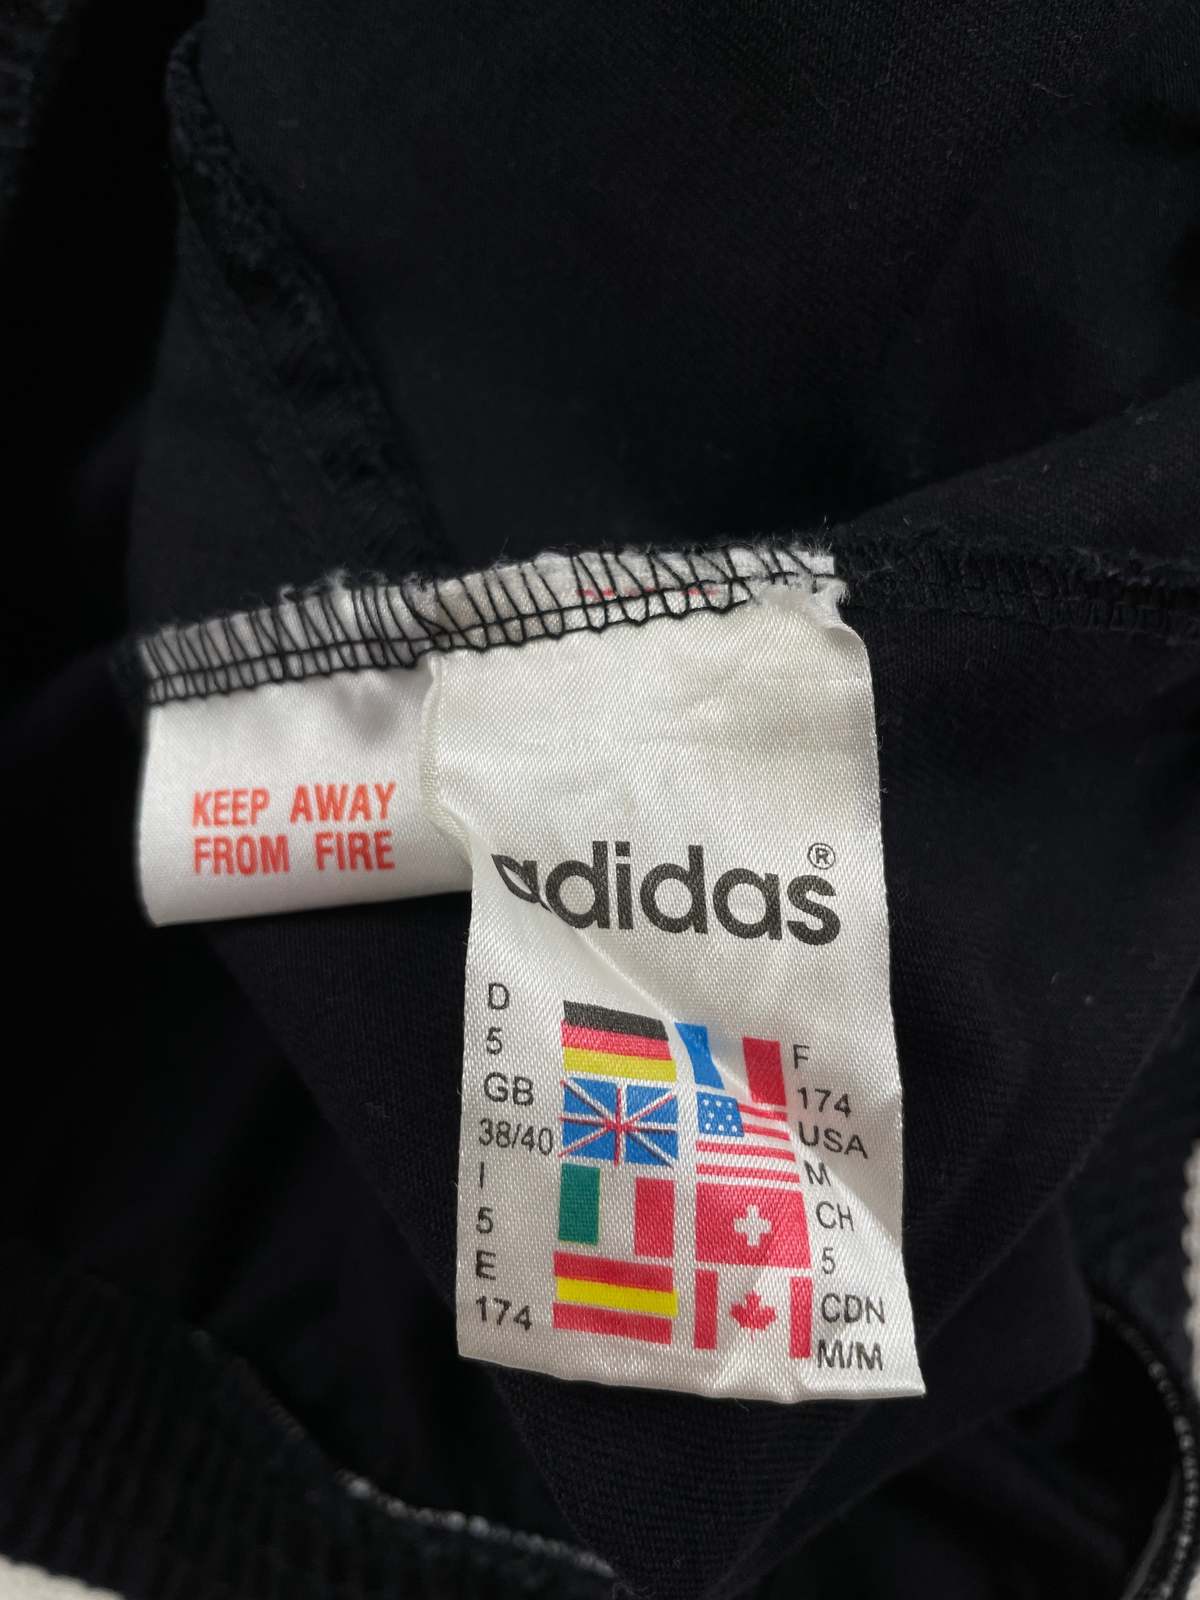 KEEP AWAY
FROM FIRE
adidas®
D
5
GB
38/40
I
5
E
174
F
174
USA
M
CH
5
CDN
M/M